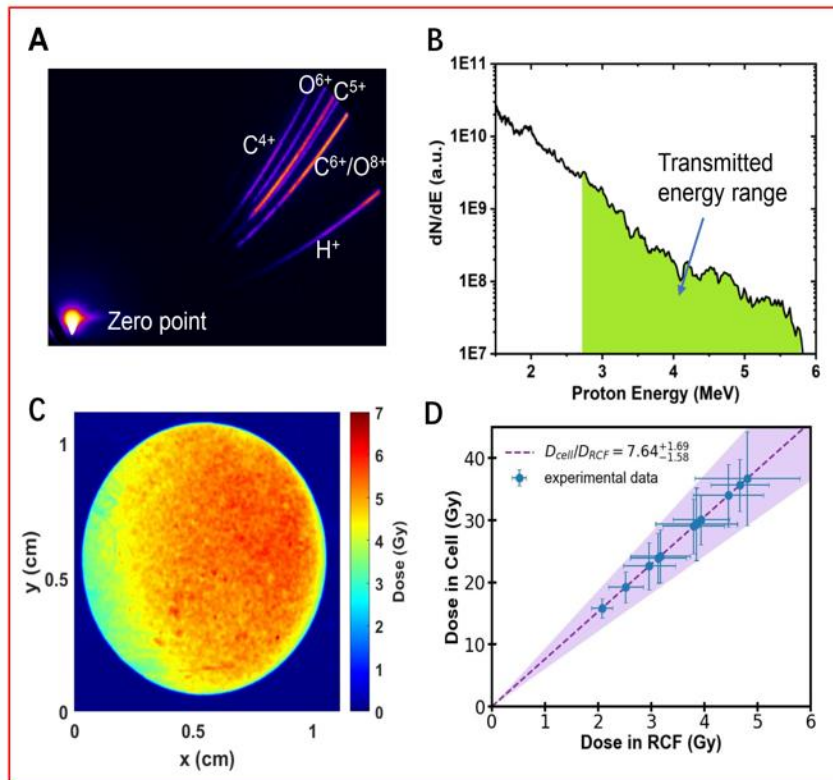 A
O6+
C5+
C4+
C6+/O8+
H+
Zero point
B
1E11
1E10
1E9
1E8
1E7
dN/dE (a.u.)
Transmitted
energy range
2 3 4 5 6
Proton Energy (MeV)
C
1
0.5
0
y (cm)
0 0.5 1
x (cm)
7
6
5
4
3
2
1
0
Dose (Gy)
D
D_cell/D_RCF = 7.64 +1.69 −1.58
experimental data
40
30
20
10
0
Dose in Cell (Gy)
0 1 2 3 4 5 6
Dose in RCF (Gy)